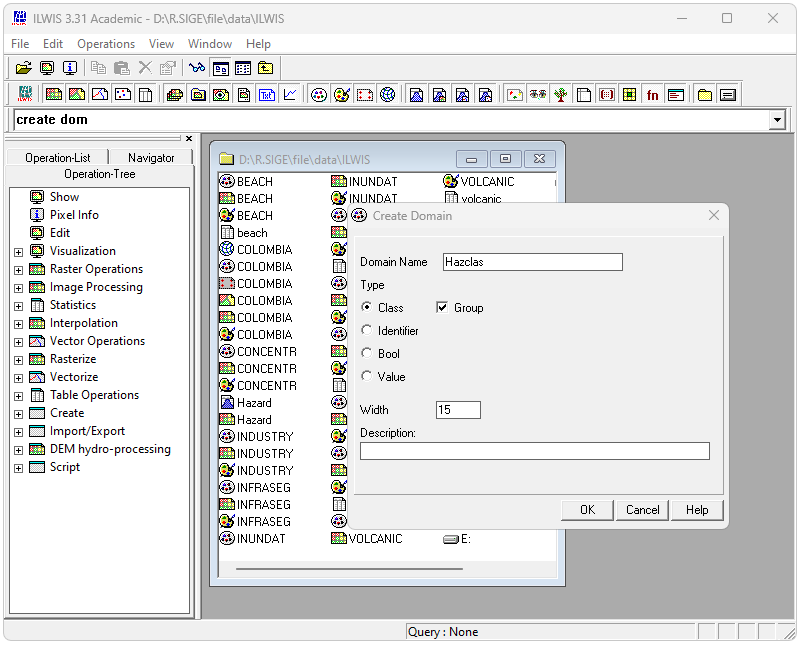 ILWIS 3.31 Academic - D:\R.SIGE\file\data\ILWIS
File Edit Operations View Window Help
ILWIS Txt fn
create dom
Operation-List Navigator
Operation-Tree
Show
Pixel Info
Edit
Visualization
Raster Operations
Image Processing
Statistics
Interpolation
Vector Operations
Rasterize
Vectorize
Table Operations
Create
Import/Export
DEM hydro-processing
Script
D:\R.SIGE\file\data\ILWIS
BEACH
BEACH
BEACH
beach
COLOMBIA
COLOMBIA
COLOMBIA
COLOMBIA
COLOMBIA
COLOMBIA
CONCENTR
CONCENTR
CONCENTR
Hazard
Hazard
INDUSTRY
INDUSTRY
INDUSTRY
INFRASEG
INFRASEG
INFRASEG
INUNDAT
INUNDAT
INUNDAT
VOLCANIC
VOLCANIC
volcanic
E:
Create Domain
Domain Name Hazclas
Type
Class Group
Identifier
Bool
Value
Width 15
Description:
OK Cancel Help
Query : None